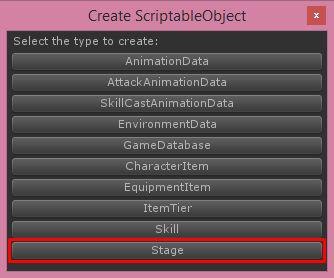 Create ScriptableObject
x
Select the type to create:
AnimationData
AttackAnimationData
SkillCastAnimationData
EnvironmentData
GameDatabase
CharacterItem
EquipmentItem
ItemTier
Skill
Stage